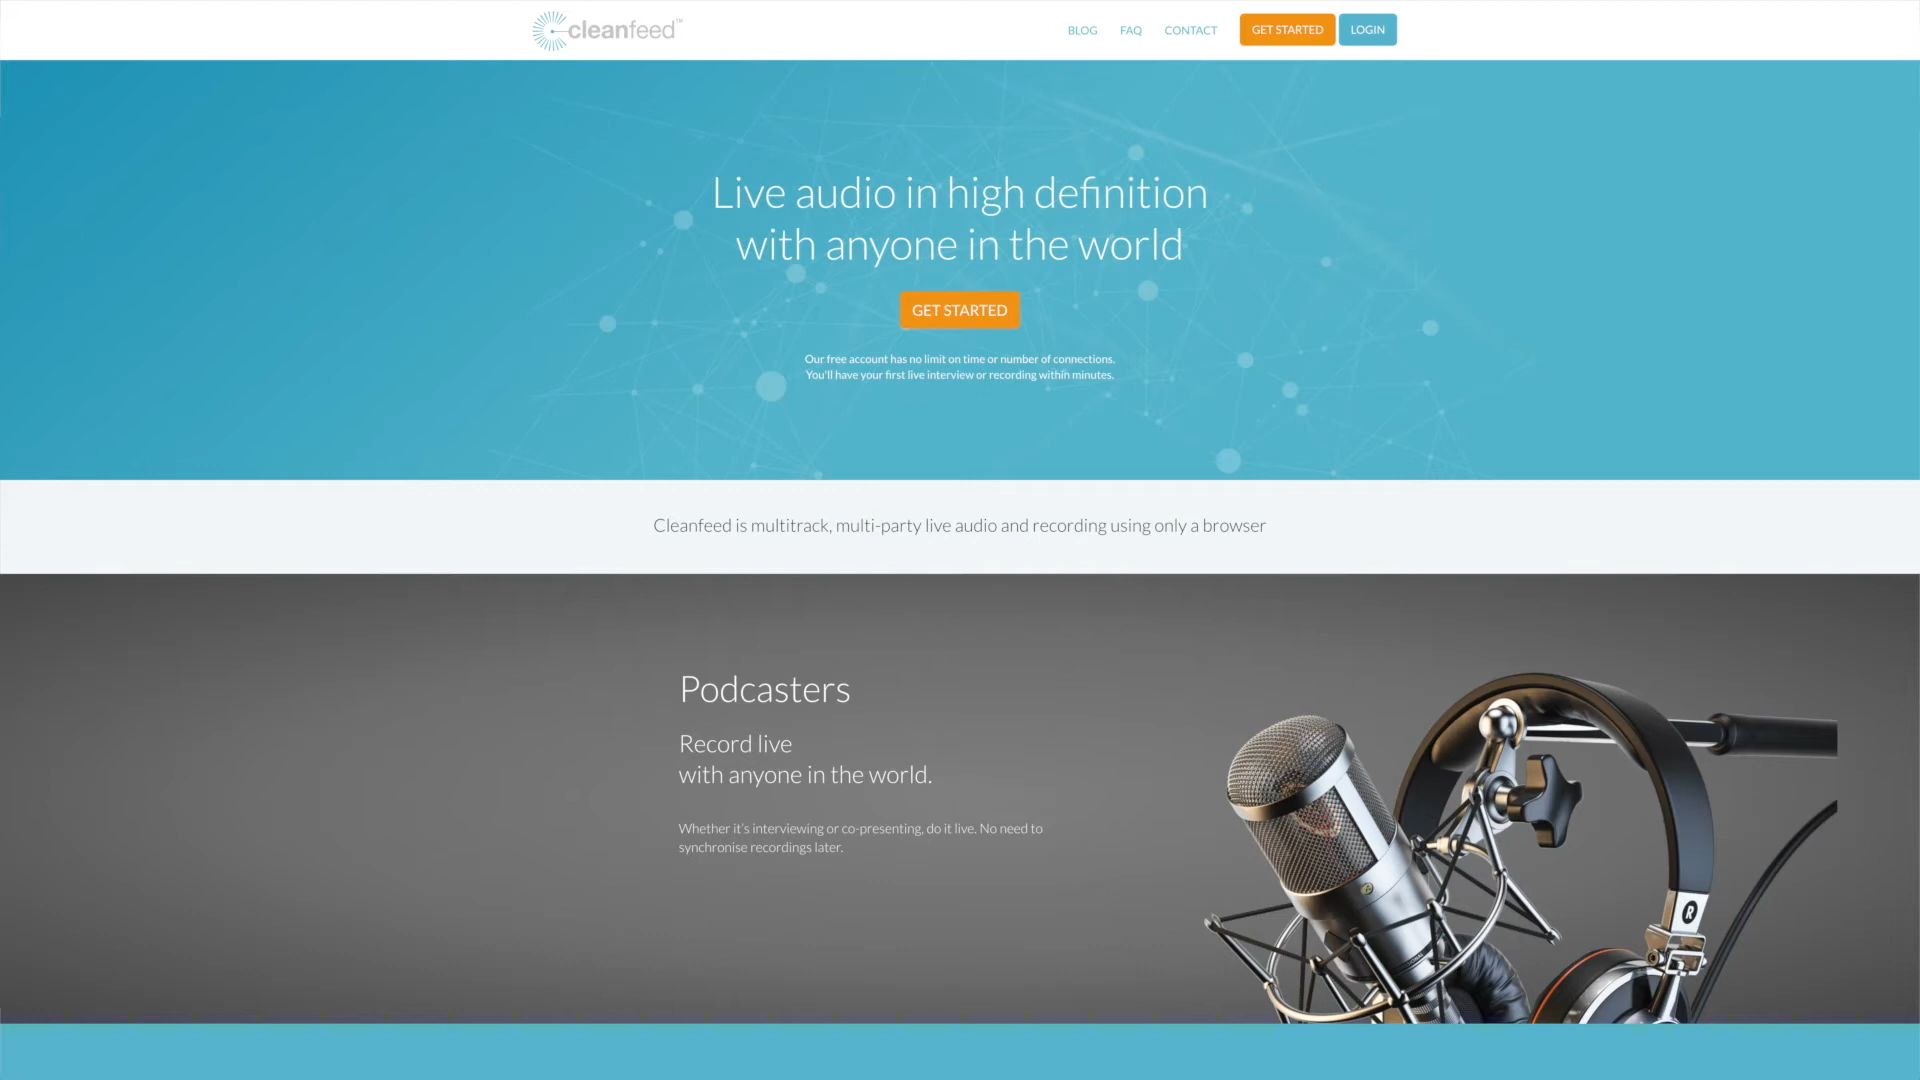 cleanfeed™
BLOG FAQ CONTACT GET STARTED LOGIN
Live audio in high definition
with anyone in the world
GET STARTED
Our free account has no limit on time or number of connections.
You'll have your first live interview or recording within minutes.
Cleanfeed is multitrack, multi-party live audio and recording using only a browser
Podcasters
Record live
with anyone in the world.
Whether it's interviewing or co-presenting, do it live. No need to
synchronise recordings later.
R